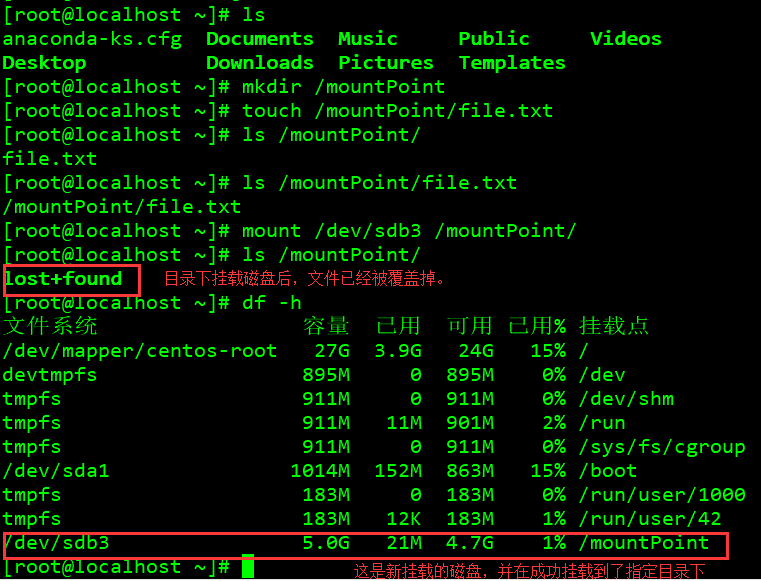 [root@localhost ~]# ls
anaconda-ks.cfg Documents Music Public Videos
Desktop Downloads Pictures Templates
[root@localhost ~]# mkdir /mountPoint
[root@localhost ~]# touch /mountPoint/file.txt
[root@localhost ~]# ls /mountPoint/
file.txt
[root@localhost ~]# ls /mountPoint/file.txt
/mountPoint/file.txt
[root@localhost ~]# mount /dev/sdb3 /mountPoint/
[root@localhost ~]# ls /mountPoint/
lost+found 目录下挂载磁盘后，文件已经被覆盖掉。
[root@localhost ~]# df -h
文件系统 容量 已用 可用 已用% 挂载点
/dev/mapper/centos-root 27G 3.9G 24G 15% /
devtmpfs 895M 0 895M 0% /dev
tmpfs 911M 0 911M 0% /dev/shm
tmpfs 911M 11M 901M 2% /run
tmpfs 911M 0 911M 0% /sys/fs/cgroup
/dev/sda1 1014M 152M 863M 15% /boot
tmpfs 183M 0 183M 0% /run/user/1000
tmpfs 183M 12K 183M 1% /run/user/42
/dev/sdb3 5.0G 21M 4.7G 1% /mountPoint
[root@localhost ~]# 这是新挂载的磁盘，并在成功挂载到了指定目录下